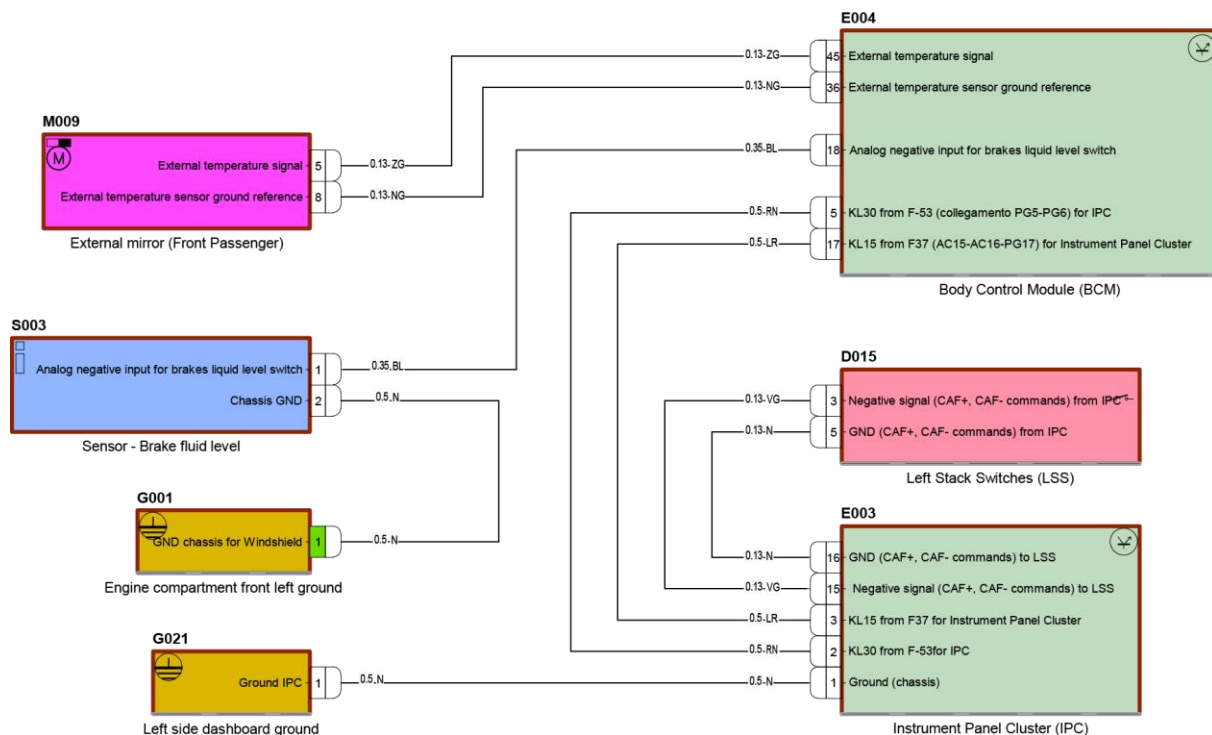 E004
45 External temperature signal
0.13-ZG
36 External temperature sensor ground reference
0.13-NG
18 Analog negative input for brakes liquid level switch
0.35-BL
5 KL30 from F-53 (collegamento PG5-PG6) for IPC
0.5-RN
17 KL15 from F37 (AC15-AC16-PG17) for Instrument Panel Cluster
0.5-LR
Body Control Module (BCM)
M009
M
External temperature signal 5
0.13-ZG
External temperature sensor ground reference 8
0.13-NG
External mirror (Front Passenger)
S003
Analog negative input for brakes liquid level switch 1
0.35-BL
Chassis GND 2
0.5-N
Sensor - Brake fluid level
D015
3 Negative signal (CAF+, CAF- commands) from IPC
0.13-VG
5 GND (CAF+, CAF- commands) from IPC
0.13-N
Left Stack Switches (LSS)
G001
GND chassis for Windshield 1
0.5-N
Engine compartment front left ground
E003
16 GND (CAF+, CAF- commands) to LSS
0.13-N
15 Negative signal (CAF+, CAF- commands) to LSS
0.13-VG
3 KL15 from F37 for Instrument Panel Cluster
0.5-LR
2 KL30 from F-53for IPC
0.5-RN
1 Ground (chassis)
0.5-N
Instrument Panel Cluster (IPC)
G021
Ground IPC 1
0.5-N
Left side dashboard ground